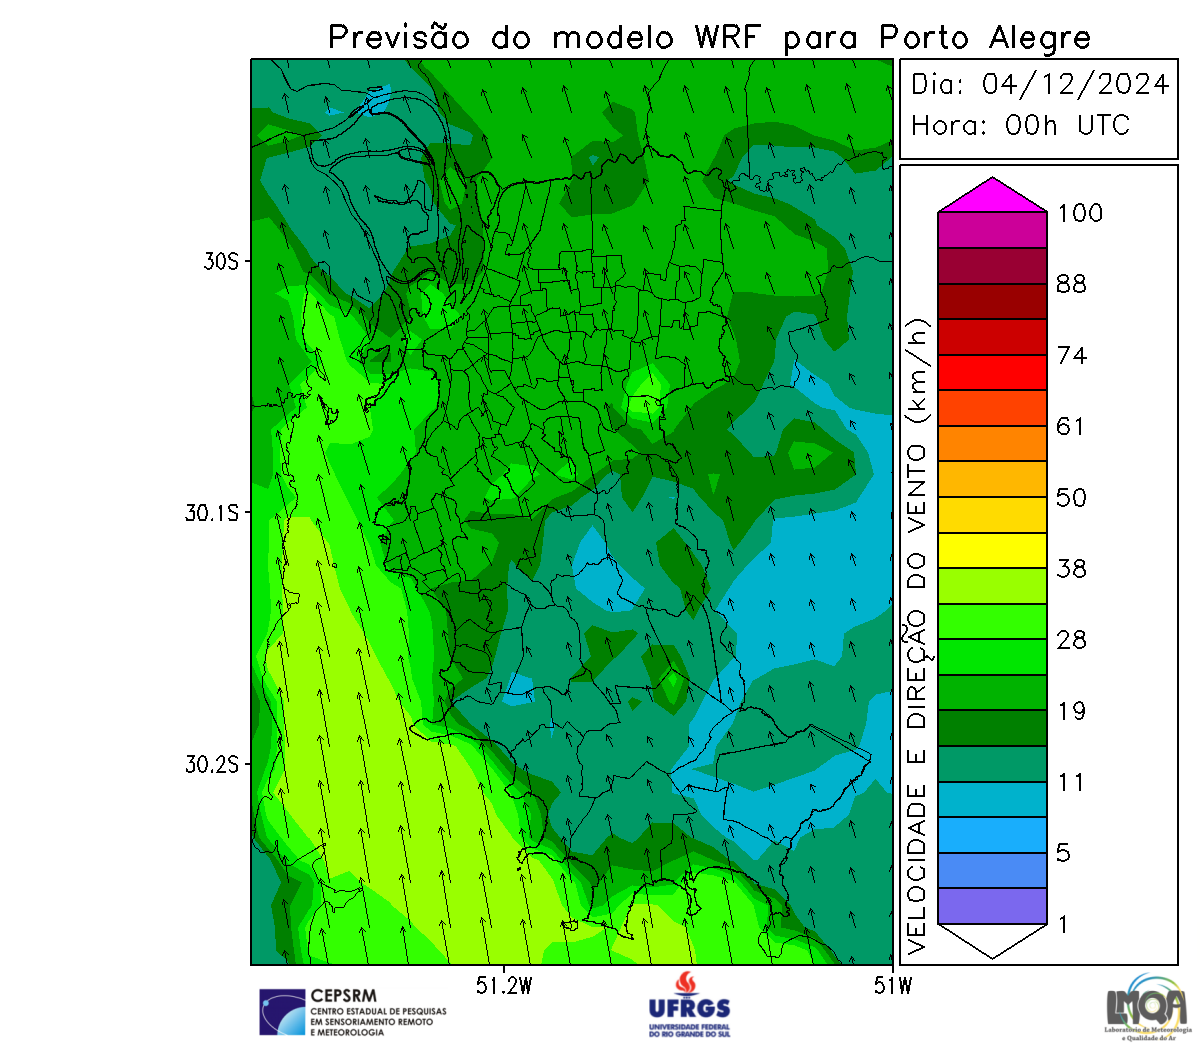 Previsão do modelo WRF para Porto Alegre
Dia: 04/12/2024
Hora: 00h UTC
VELOCIDADE E DIREÇÃO DO VENTO (km/h)
100
88
74
61
50
38
28
19
11
5
1
30S
30.1S
30.2S
51.2W
51W
CEPSRM
CENTRO ESTADUAL DE PESQUISAS
EM SENSORIAMENTO REMOTO
E METEOROLOGIA
UFRGS
UNIVERSIDADE FEDERAL
DO RIO GRANDE DO SUL
LMQA
Laboratório de Meteorologia
e Qualidade do Ar